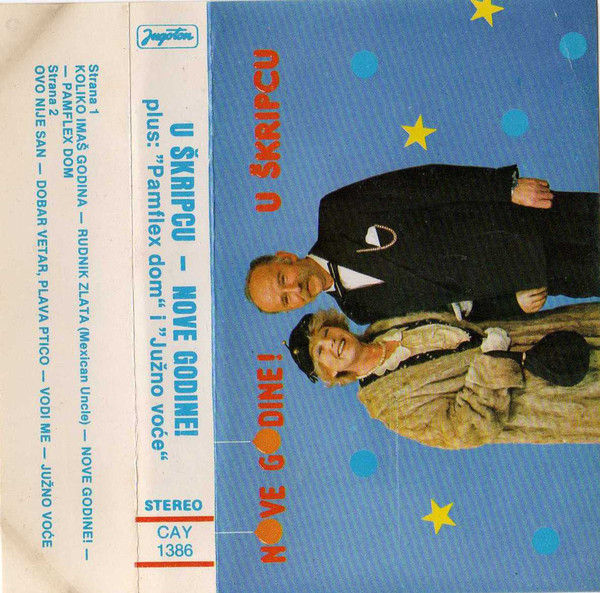 Strana 1
KOLIKO IMAŠ GODINA — RUDNIK ZLATA (Mexican Uncle) — NOVE GODINE! —
— PAMFLEX DOM
Strana 2
OVO NIJE SAN — DOBAR VETAR, PLAVA PTICO — VODI ME — JUŽNO VOĆE
Jugoton
U ŠKRIPCU — NOVE GODINE!
plus: ”Pamflex dom“ i ”Južno voće“
STEREO
CAY
1386
NOVE GODINE!
U ŠKRIPCU